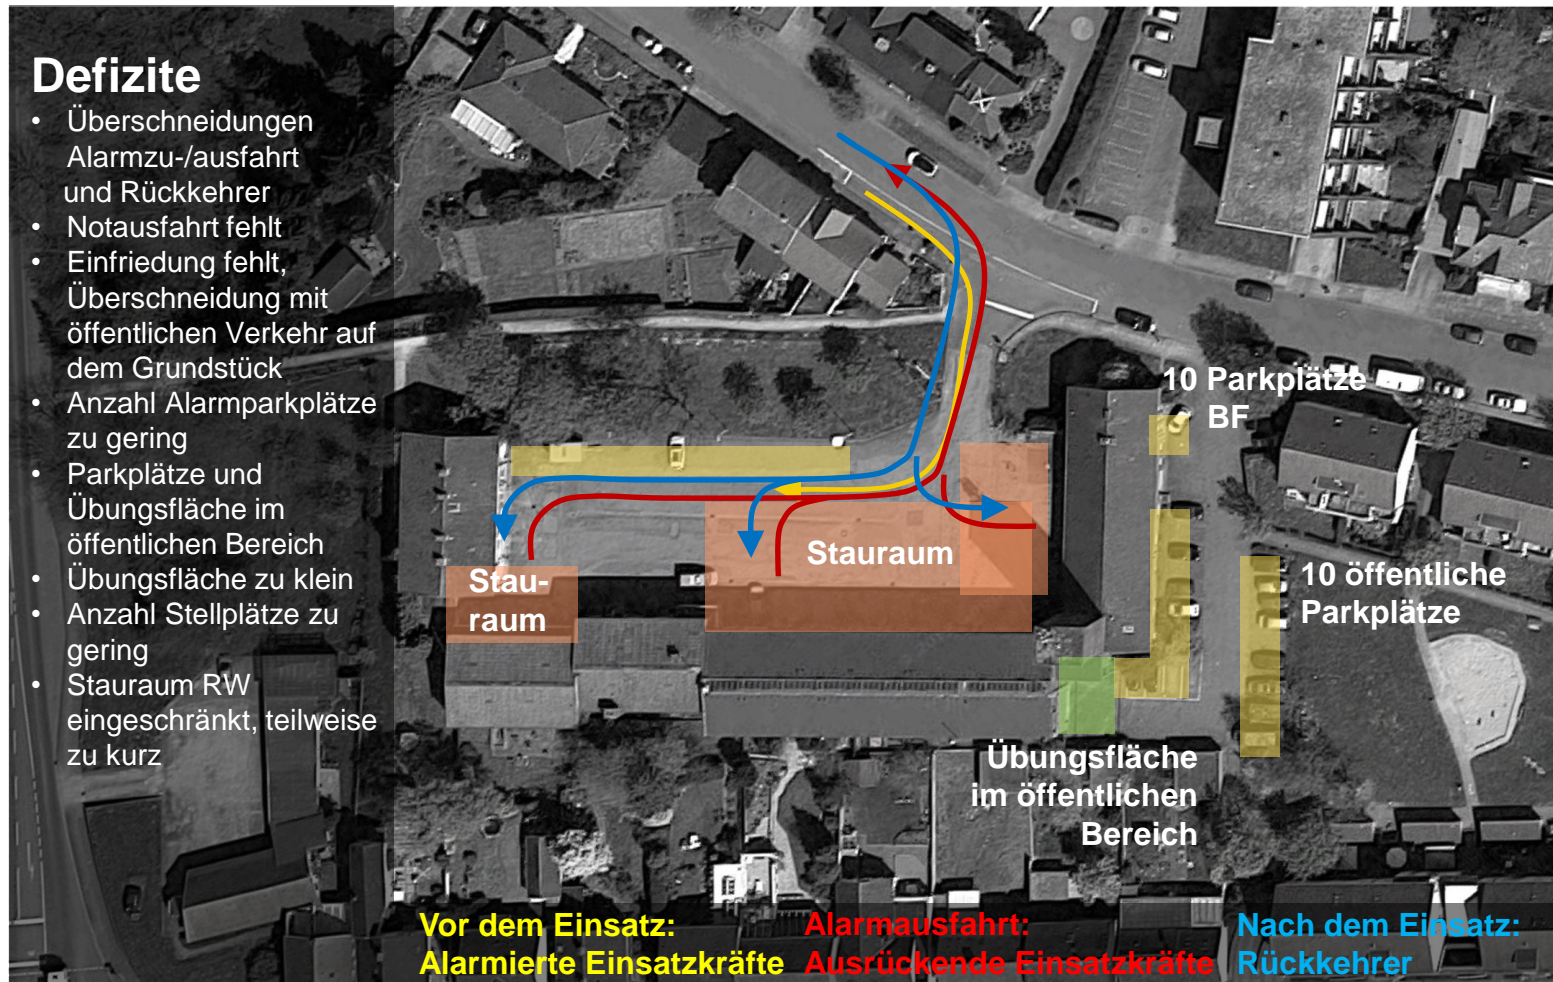 Defizite
• Überschneidungen
Alarmzu-/ausfahrt
und Rückkehrer
• Notausfahrt fehlt
• Einfriedung fehlt,
Überschneidung mit
öffentlichen Verkehr auf
dem Grundstück
• Anzahl Alarmparkplätze
zu gering
• Parkplätze und
Übungsfläche im
öffentlichen Bereich
• Übungsfläche zu klein
• Anzahl Stellplätze zu
gering
• Stauraum RW
eingeschränkt, teilweise
zu kurz
10 Parkplätze
BF
Stauraum
Stau-
raum
10 öffentliche
Parkplätze
Übungsfläche
im öffentlichen
Bereich
Vor dem Einsatz:
Alarmierte Einsatzkräfte
Alarmausfahrt:
Ausrückende Einsatzkräfte
Nach dem Einsatz:
Rückkehrer